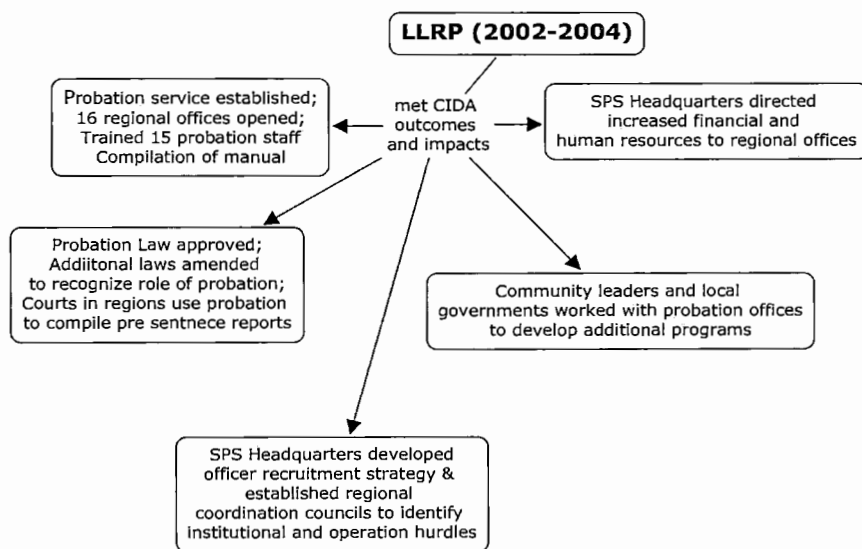 LLRP (2002-2004)
met CIDA
outcomes
and impacts
Probation service established;
16 regional offices opened;
Trained 15 probation staff
Compilation of manual
SPS Headquarters directed
increased financial and
human resources to regional offices
Probation Law approved;
Addiitonal laws amended
to recognize role of probation;
Courts in regions use probation
to compile pre sentnece reports
Community leaders and local
governments worked with probation offices
to develop additional programs
SPS Headquarters developed
officer recruitment strategy &
established regional
coordination councils to identify
institutional and operation hurdles